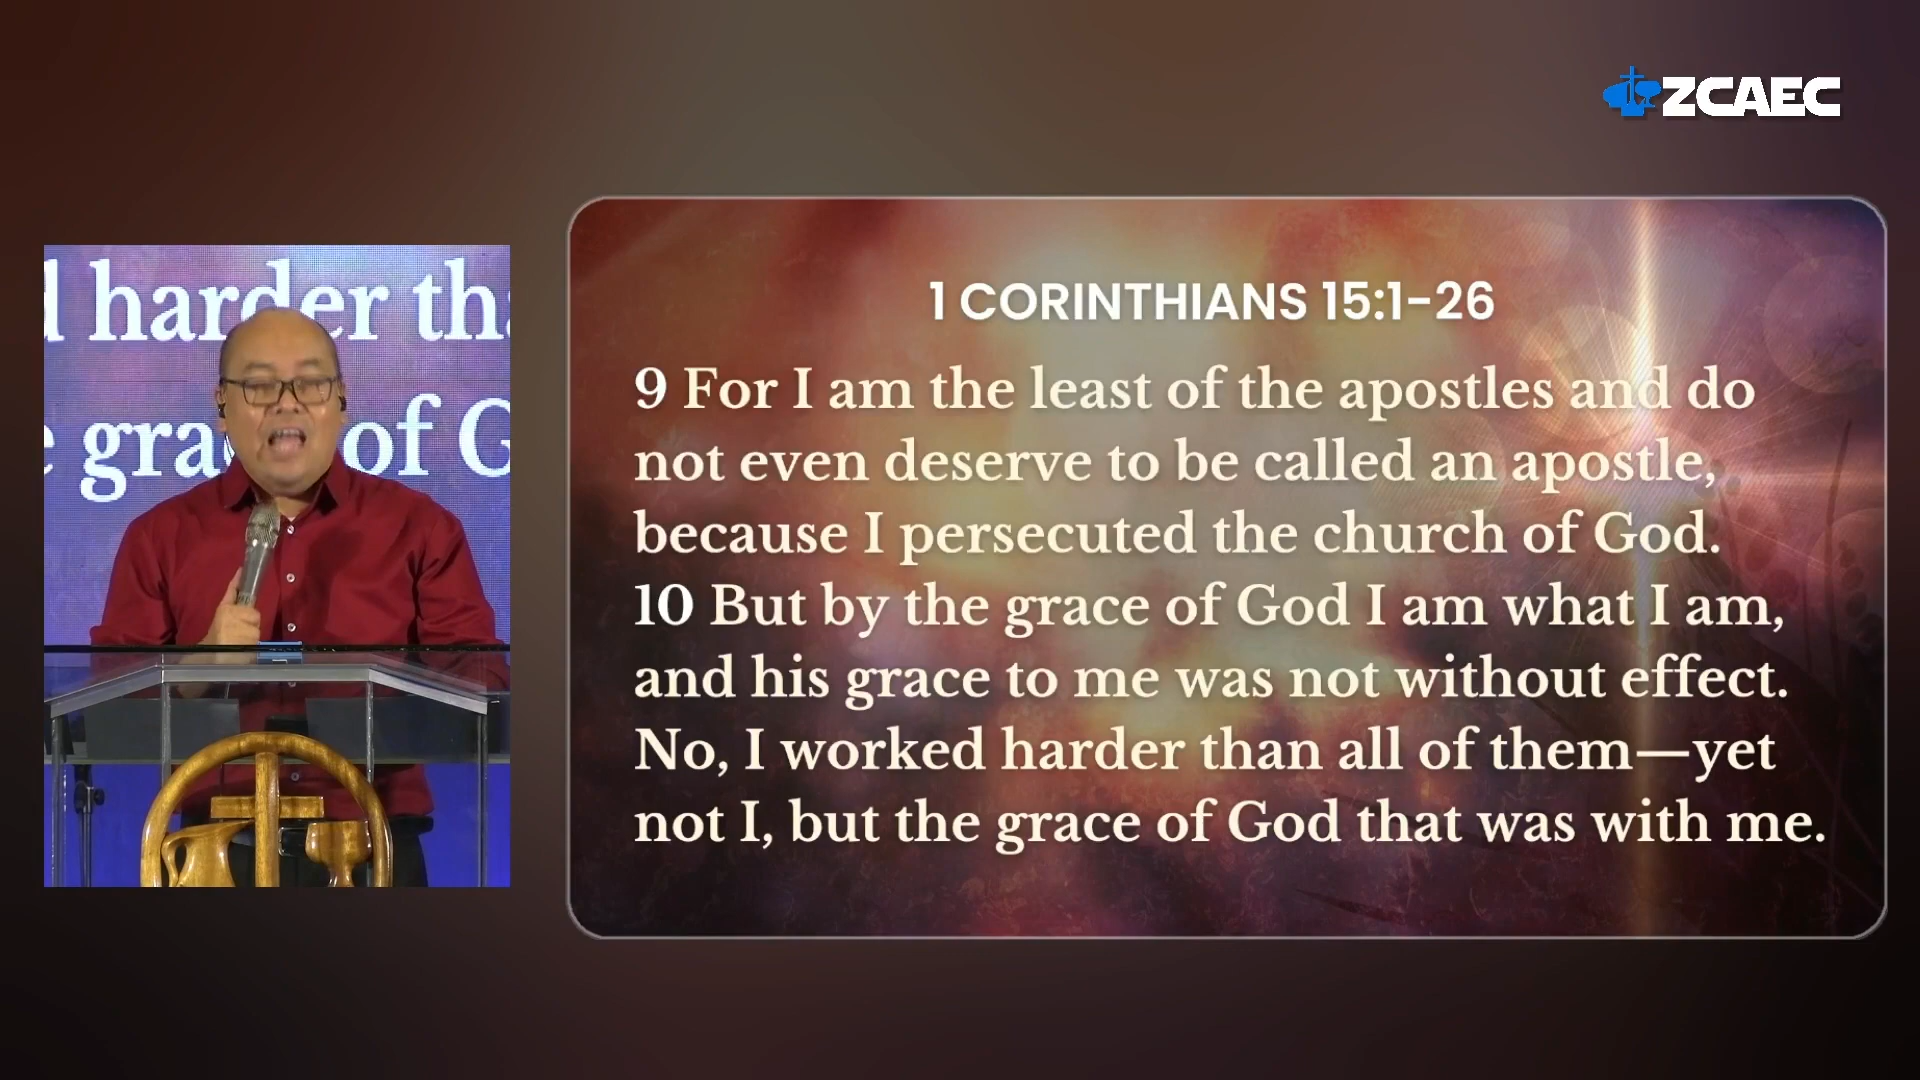 ZCAEC
d harder tha
e grac of G
1 CORINTHIANS 15:1-26
9 For I am the least of the apostles and do
not even deserve to be called an apostle,
because I persecuted the church of God.
10 But by the grace of God I am what I am,
and his grace to me was not without effect.
No, I worked harder than all of them—yet
not I, but the grace of God that was with me.